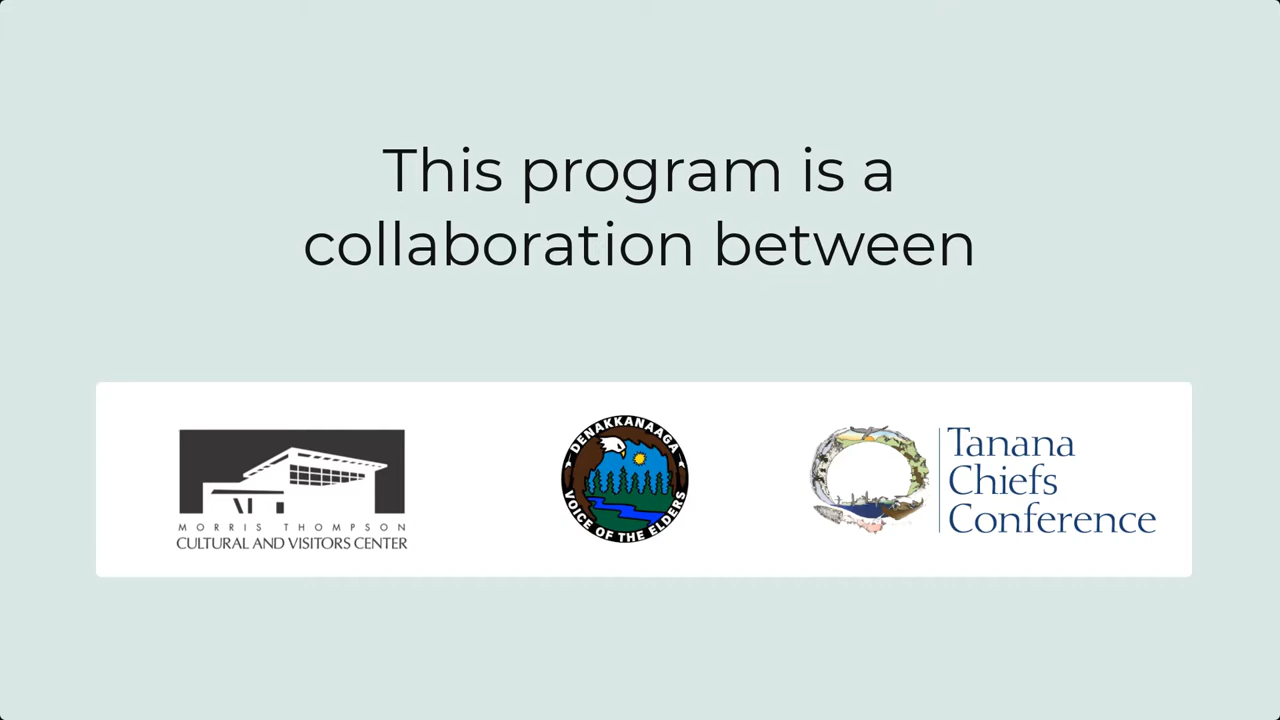 This program is a
collaboration between
MORRIS THOMPSON
CULTURAL AND VISITORS CENTER
DENAKKANAAGA
VOICE OF THE ELDERS
Tanana
Chiefs
Conference